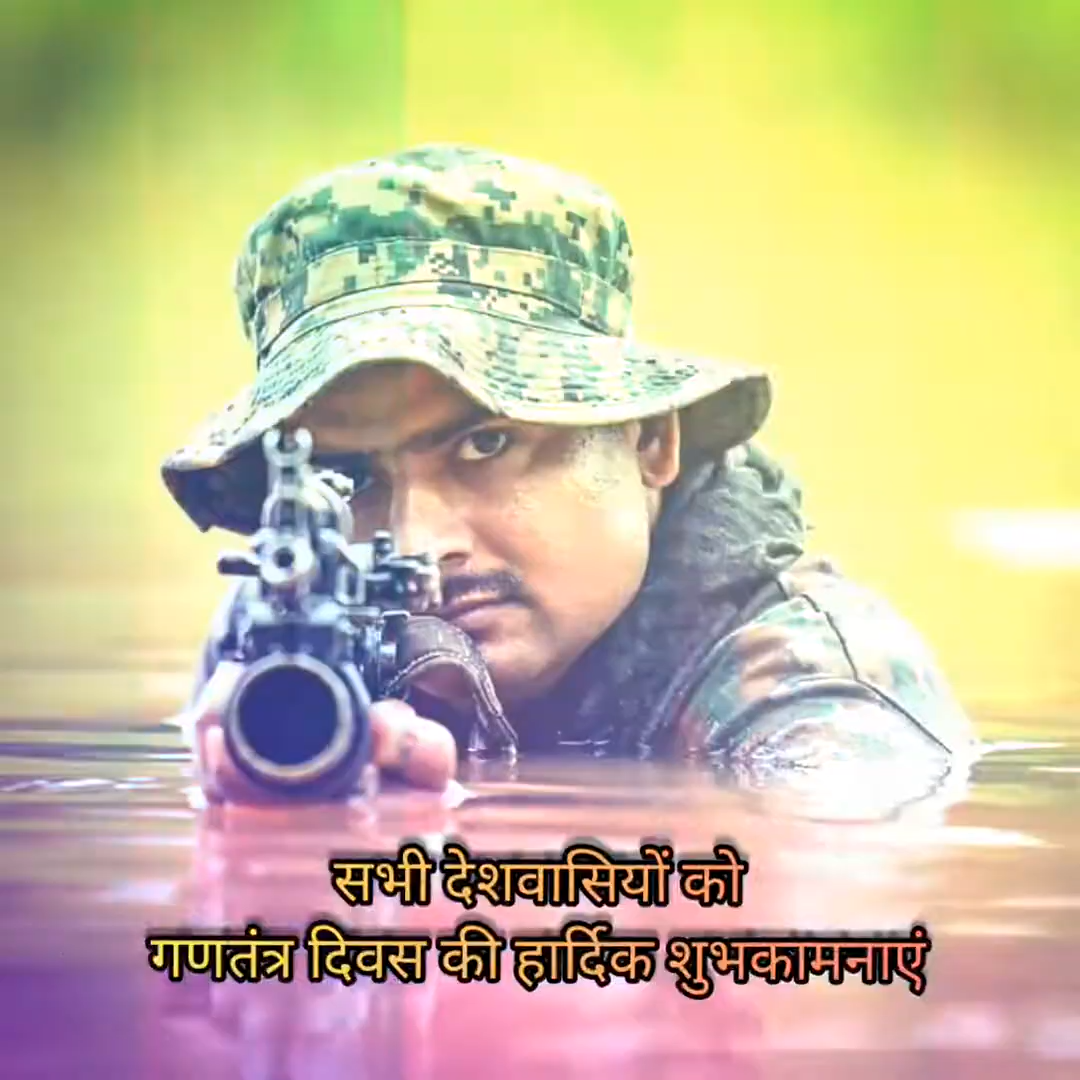 सभी देशवासियों को
गणतंत्र दिवस की हार्दिक शुभकामनाएं